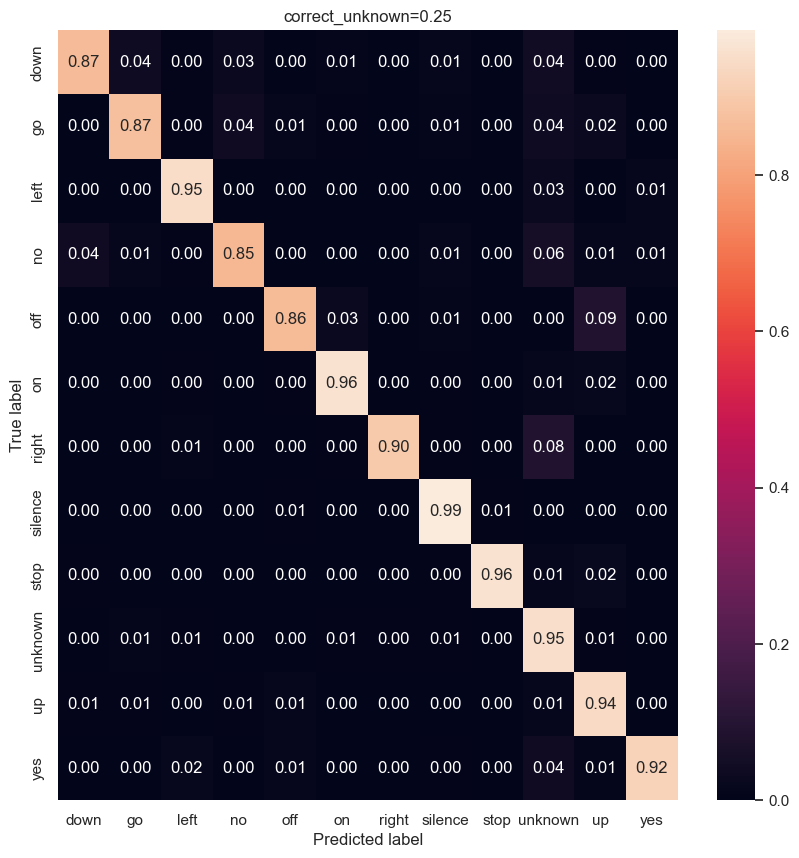 correct_unknown=0.25
down 0.87 0.04 0.00 0.03 0.00 0.01 0.00 0.01 0.00 0.04 0.00 0.00
go 0.00 0.87 0.00 0.04 0.01 0.00 0.00 0.01 0.00 0.04 0.02 0.00
left 0.00 0.00 0.95 0.00 0.00 0.00 0.00 0.00 0.00 0.03 0.00 0.01
no 0.04 0.01 0.00 0.85 0.00 0.00 0.00 0.01 0.00 0.06 0.01 0.01
off 0.00 0.00 0.00 0.00 0.86 0.03 0.00 0.01 0.00 0.00 0.09 0.00
on 0.00 0.00 0.00 0.00 0.00 0.96 0.00 0.00 0.00 0.01 0.02 0.00
right 0.00 0.00 0.01 0.00 0.00 0.00 0.90 0.00 0.00 0.08 0.00 0.00
silence 0.00 0.00 0.00 0.00 0.01 0.00 0.00 0.99 0.01 0.00 0.00 0.00
stop 0.00 0.00 0.00 0.00 0.00 0.00 0.00 0.00 0.96 0.01 0.02 0.00
unknown 0.00 0.01 0.01 0.00 0.00 0.01 0.00 0.01 0.00 0.95 0.01 0.00
up 0.01 0.01 0.00 0.01 0.01 0.00 0.00 0.00 0.00 0.01 0.94 0.00
yes 0.00 0.00 0.02 0.00 0.01 0.00 0.00 0.00 0.00 0.04 0.01 0.92
down go left no off on right silence stop unknown up yes
Predicted label
True label
0.8
0.6
0.4
0.2
0.0